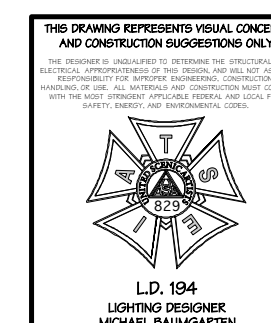 THIS DRAWING REPRESENTS VISUAL CONCE
AND CONSTRUCTION SUGGESTIONS ONLY
THE DESIGNER IS UNQUALIFIED TO DETERMINE THE STRUCTURAL
ELECTRICAL APPROPRIATENESS OF THIS DESIGN, AND WILL NOT AS
RESPONSIBILITY FOR IMPROPER ENGINEERING, CONSTRUCTION
HANDLING, OR USE. ALL MATERIALS AND CONSTRUCTION MUST CO
WITH THE MOST STRINGENT APPLICABLE FEDERAL AND LOCAL F
SAFETY, ENERGY, AND ENVIRONMENTAL CODES.
I A T S E
UNITED SCENIC ARTISTS
829
L.D. 194
LIGHTING DESIGNER
MICHAEL BAUMGARTEN